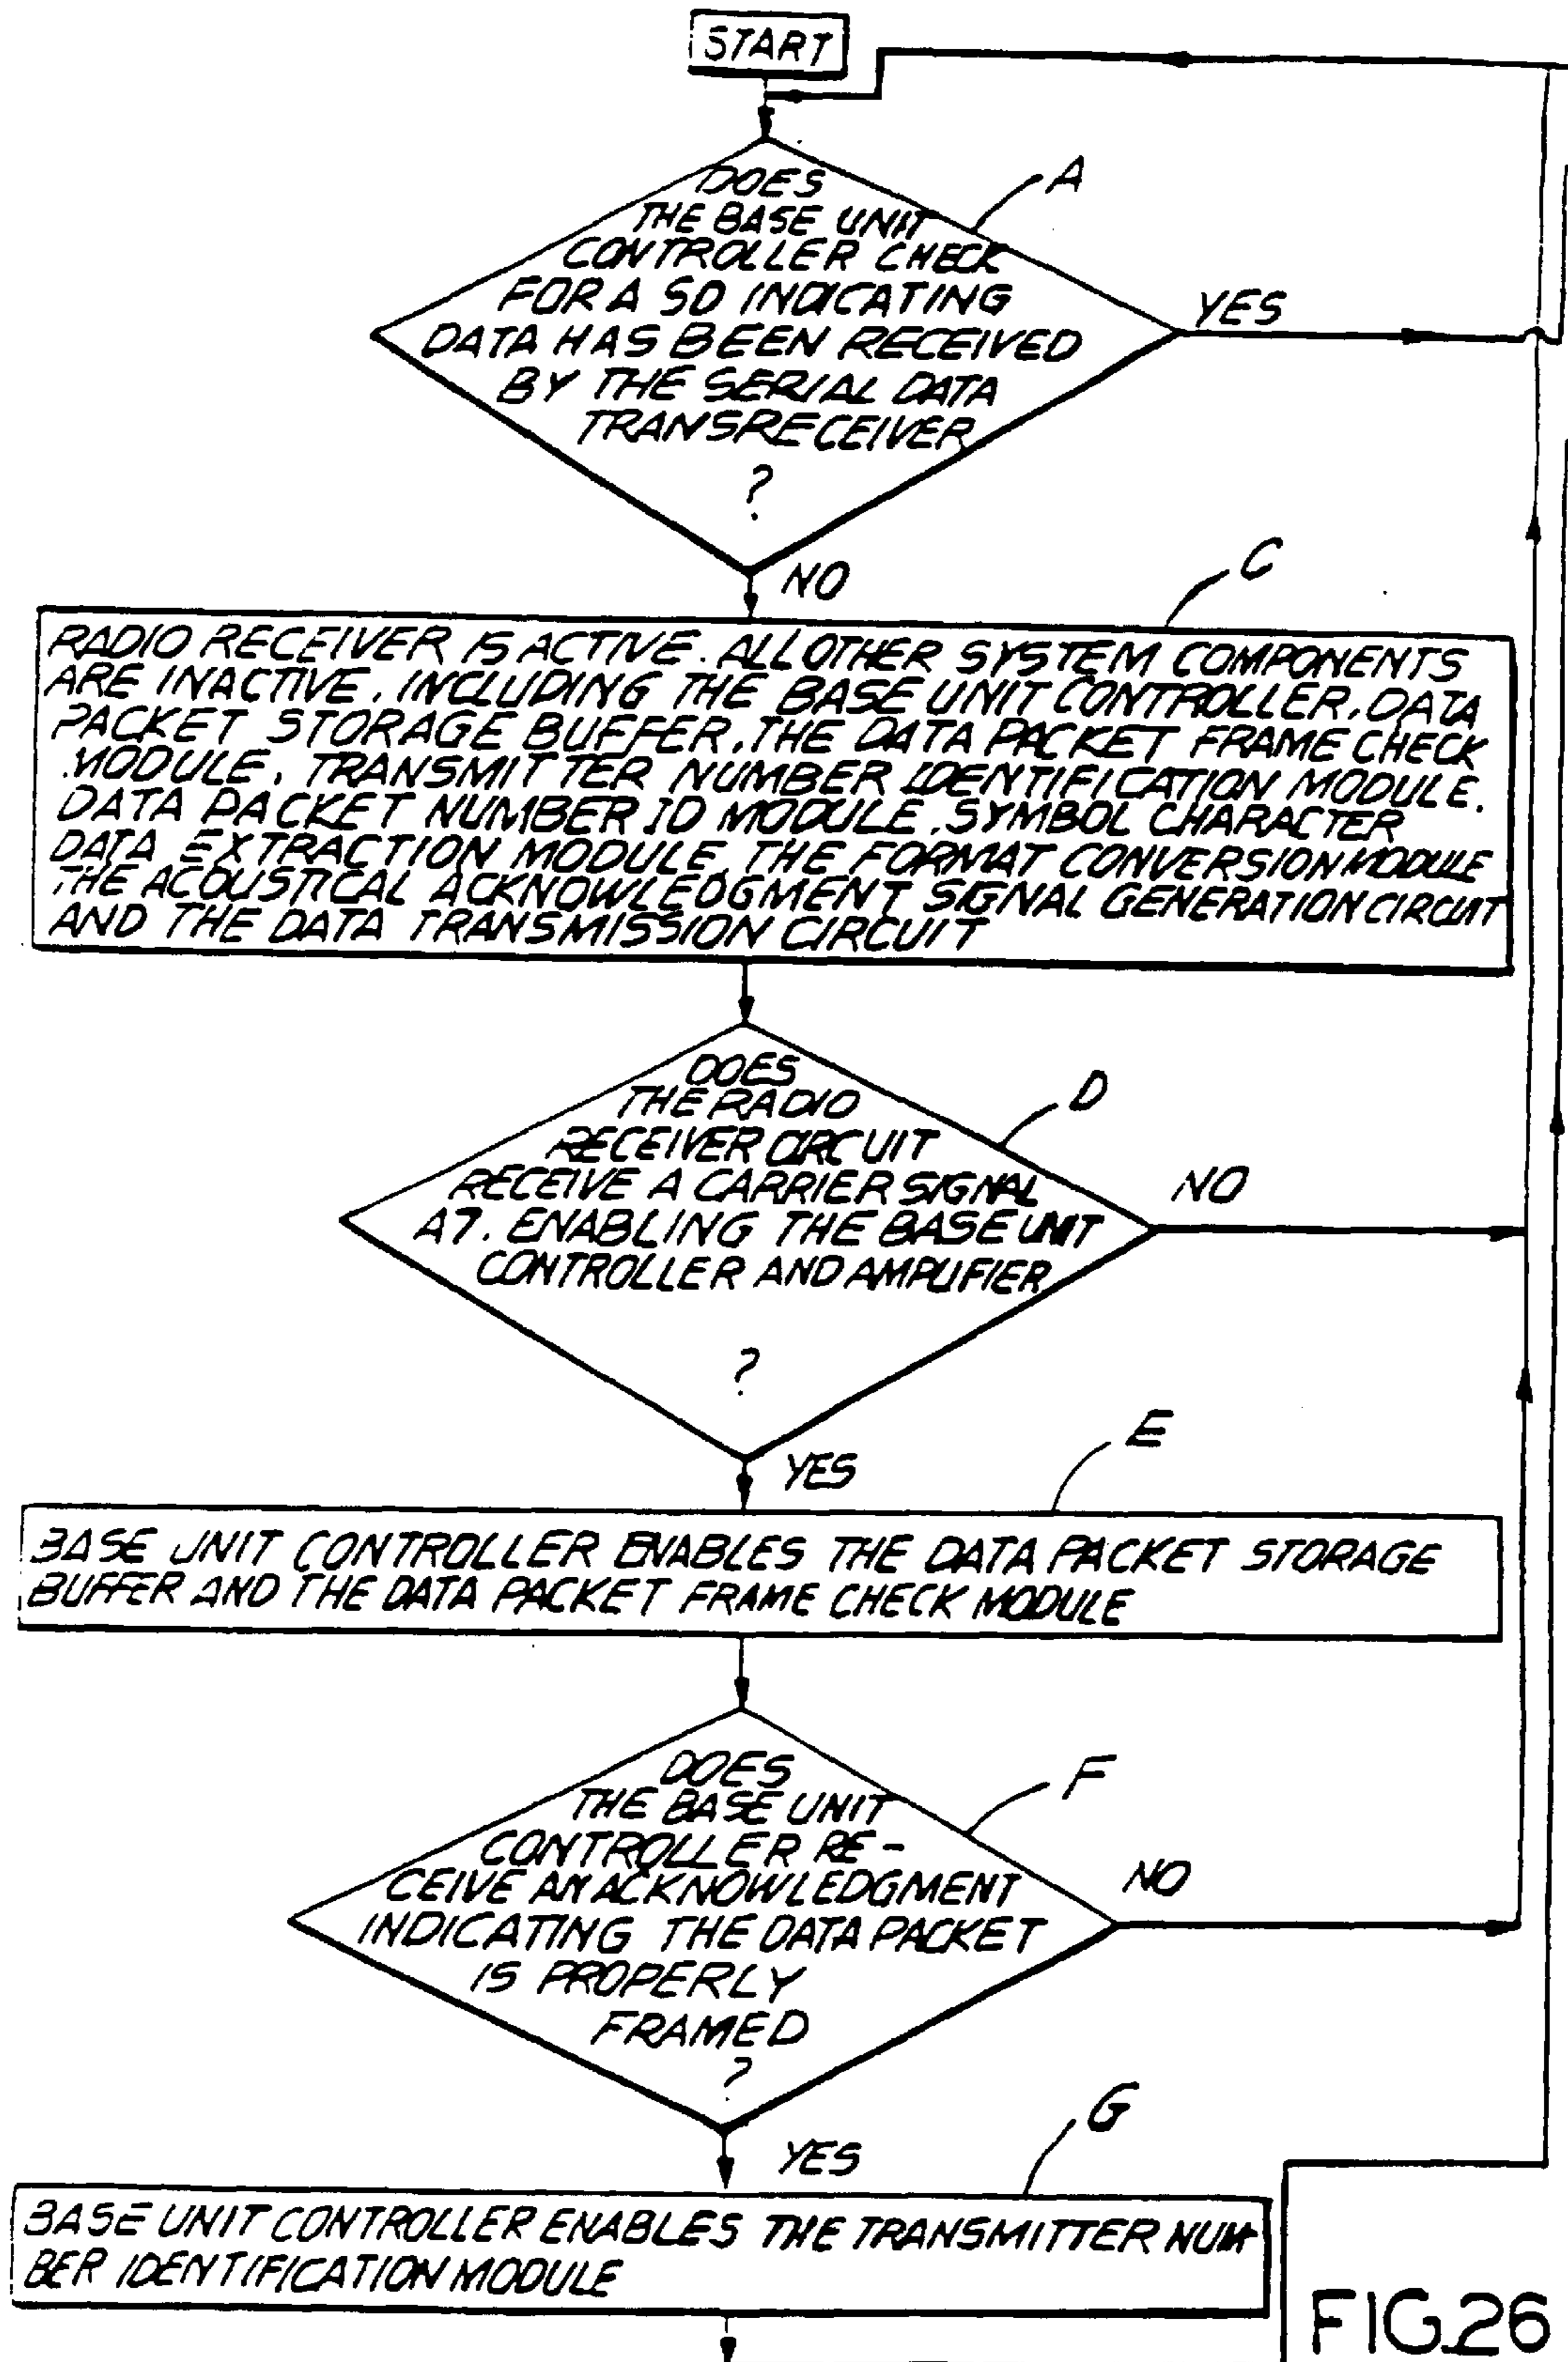 START
A
DOES
THE BASE UNIT
CONTROLLER CHECK
FOR A SD INDICATING
DATA HAS BEEN RECEIVED
BY THE SERIAL DATA
TRANSRECEIVER
?
YES
NO
C
RADIO RECEIVER IS ACTIVE. ALL OTHER SYSTEM COMPONENTS
ARE INACTIVE, INCLUDING THE BASE UNIT CONTROLLER, DATA
PACKET STORAGE BUFFER, THE DATA PACKET FRAME CHECK
MODULE, TRANSMITTER NUMBER IDENTIFICATION MODULE,
DATA PACKET NUMBER ID MODULE, SYMBOL CHARACTER
DATA EXTRACTION MODULE, THE FORMAT CONVERSION MODULE
THE ACOUSTICAL ACKNOWLEDGMENT SIGNAL GENERATION CIRCUIT
AND THE DATA TRANSMISSION CIRCUIT
D
DOES
THE RADIO
RECEIVER CIRCUIT
RECEIVE A CARRIER SIGNAL
A7. ENABLING THE BASE UNIT
CONTROLLER AND AMPLIFIER
?
NO
YES
E
BASE UNIT CONTROLLER ENABLES THE DATA PACKET STORAGE
BUFFER AND THE DATA PACKET FRAME CHECK MODULE
F
DOES
THE BASE UNIT
CONTROLLER RE-
CEIVE AN ACKNOWLEDGMENT
INDICATING THE DATA PACKET
IS PROPERLY
FRAMED
?
NO
YES
G
BASE UNIT CONTROLLER ENABLES THE TRANSMITTER NUM-
BER IDENTIFICATION MODULE
FIG.26